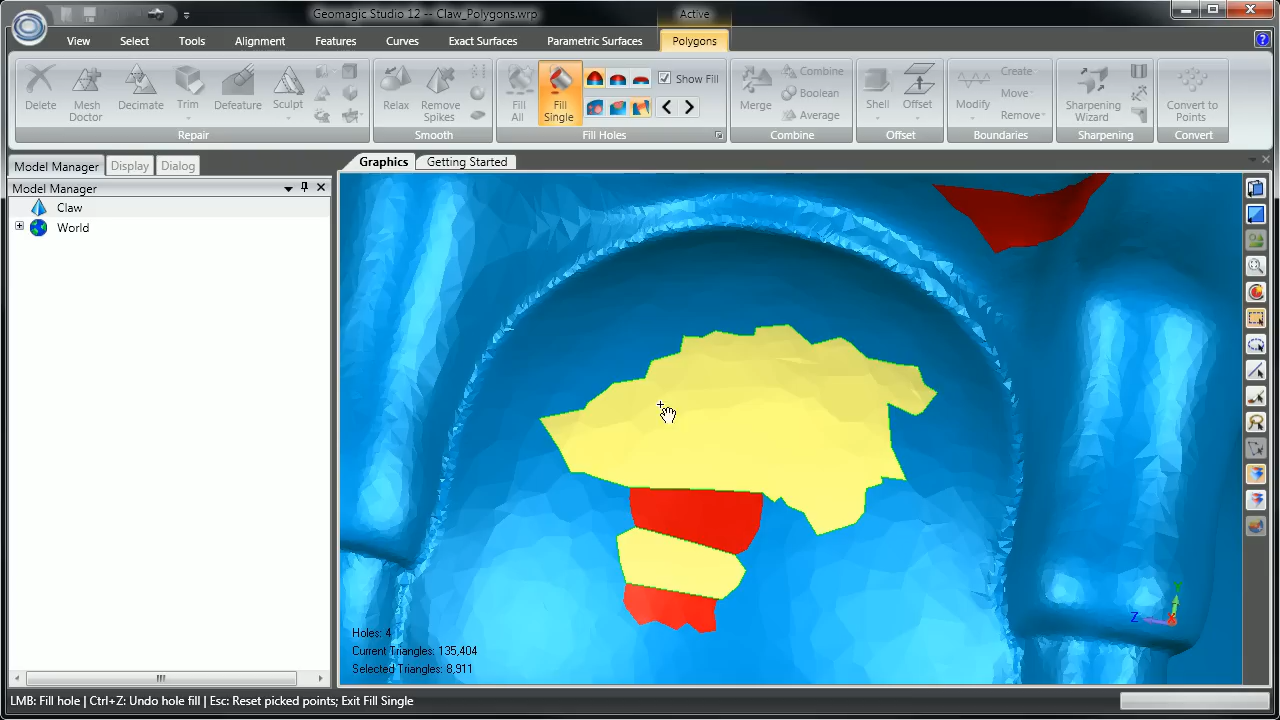 Geomagic Studio 12 -- Claw_Polygons.wrp
Active
View Select Tools Alignment Features Curves Exact Surfaces Parametric Surfaces Polygons
Delete Mesh Doctor Decimate Trim Defeature Sculpt
Repair
Relax Remove Spikes
Smooth
Fill All Fill Single Show Fill
Fill Holes
Merge Combine Boolean Average
Combine
Shell Offset
Offset
Modify Create Move Remove
Boundaries
Sharpening Wizard
Sharpening
Convert to Points
Convert
Model Manager Display Dialog
Graphics Getting Started
Model Manager
Claw
World
Holes: 4
Current Triangles: 135,404
Selected Triangles: 8,911
Y
Z
X
LMB: Fill hole | Ctrl+Z: Undo hole fill | Esc: Reset picked points; Exit Fill Single